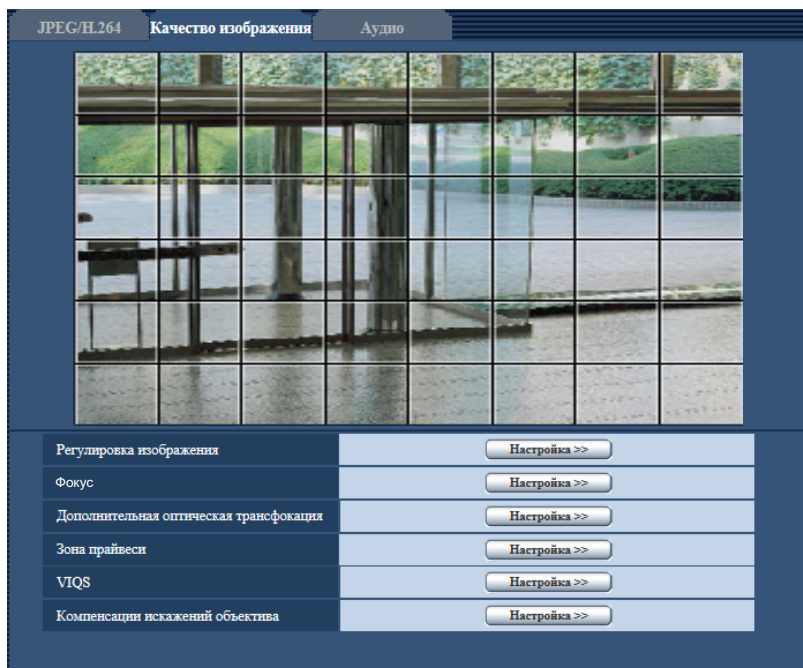 JPEG/H.264 Качество изображения Аудио
Регулировка изображения Настройка >>
Фокус Настройка >>
Дополнительная оптическая трансфокация Настройка >>
Зона прайвеси Настройка >>
VIQS Настройка >>
Компенсации искажений объектива Настройка >>